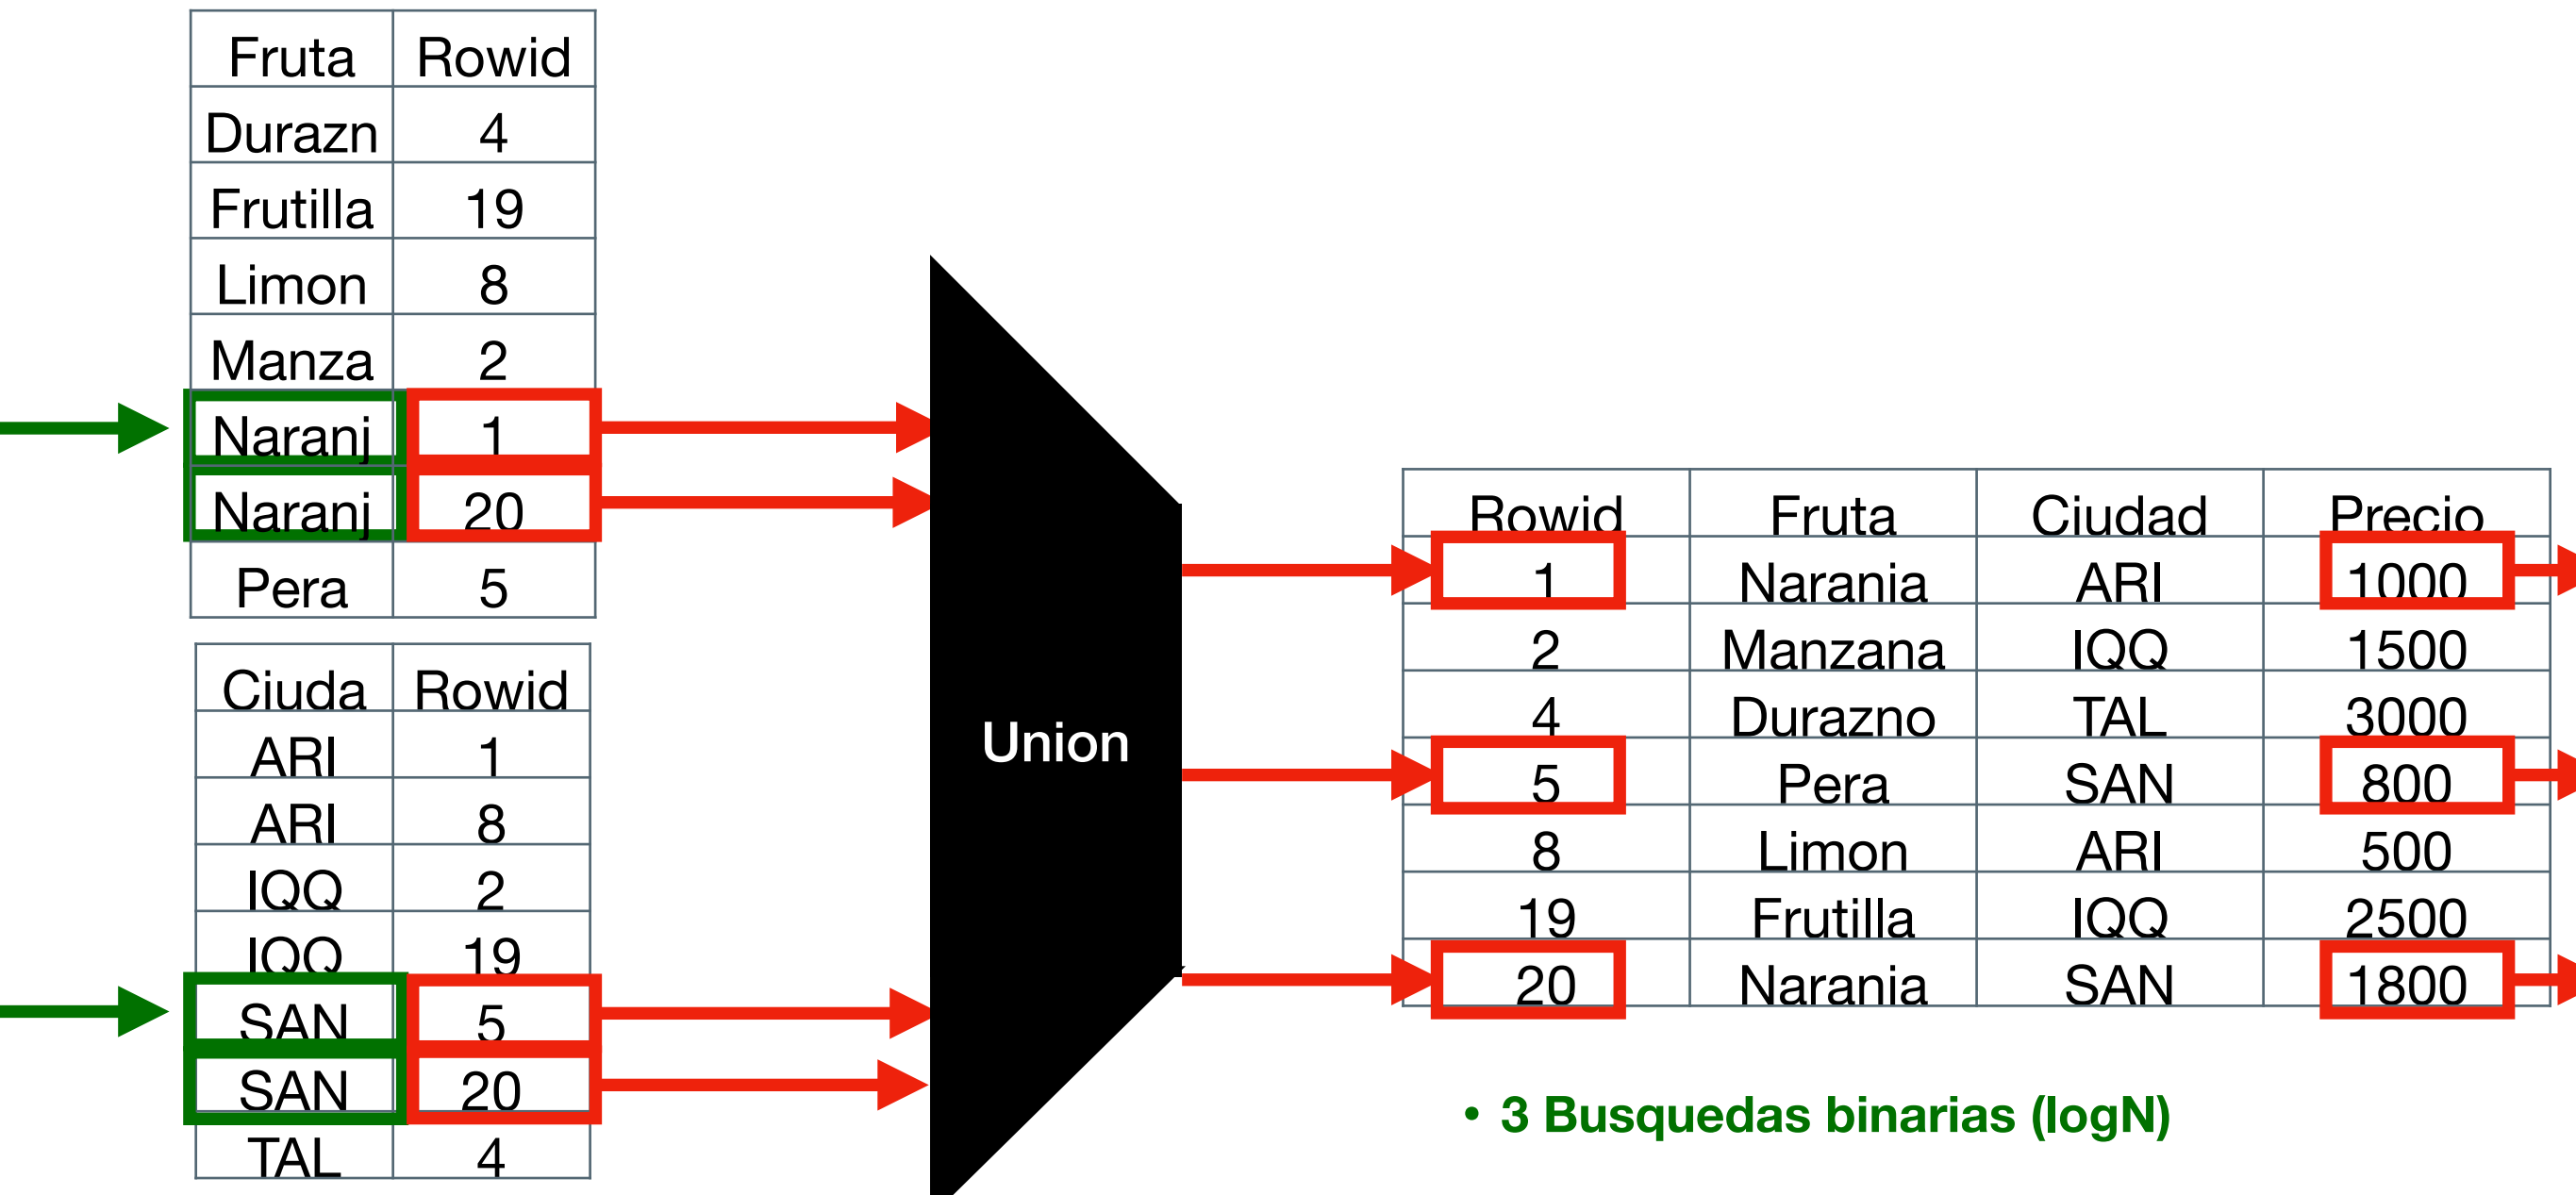 Fruta Rowid
Durazn 4
Frutilla 19
Limon 8
Manza 2
Naranj 1
Naranj 20
Pera 5
Ciuda Rowid
ARI 1
ARI 8
IQQ 2
IQQ 19
SAN 5
SAN 20
TAL 4
Union
Rowid Fruta Ciudad Precio
1 Naranja ARI 1000
2 Manzana IQQ 1500
4 Durazno TAL 3000
5 Pera SAN 800
8 Limon ARI 500
19 Frutilla IQQ 2500
20 Naranja SAN 1800
• 3 Busquedas binarias (logN)